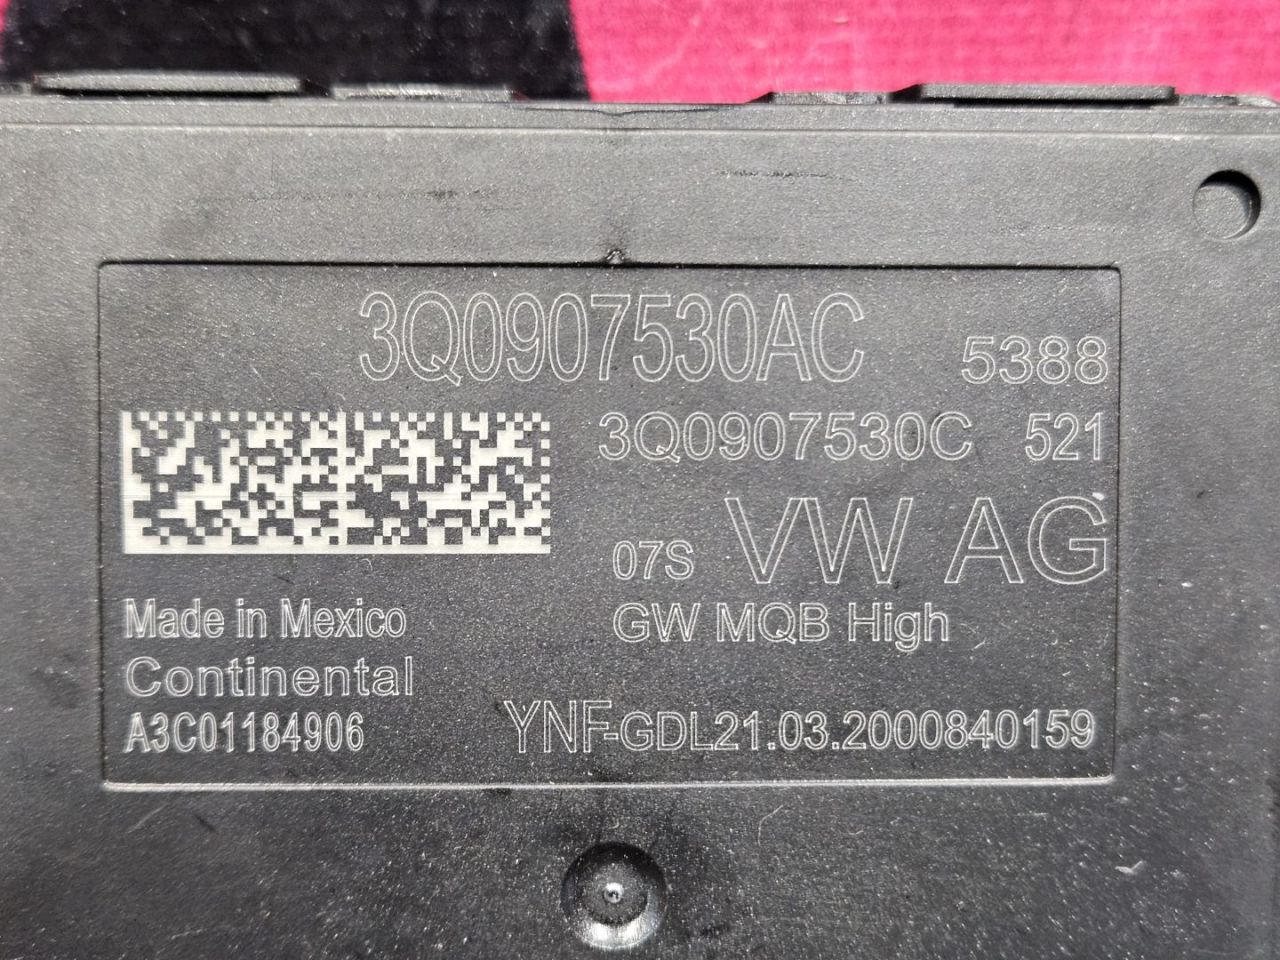 3Q0907530AC 5388
3Q0907530C 521
07S VW AG
GW MQB High
Made in Mexico
Continental
A3C01184906
YNF-GDL21.03.2000840159